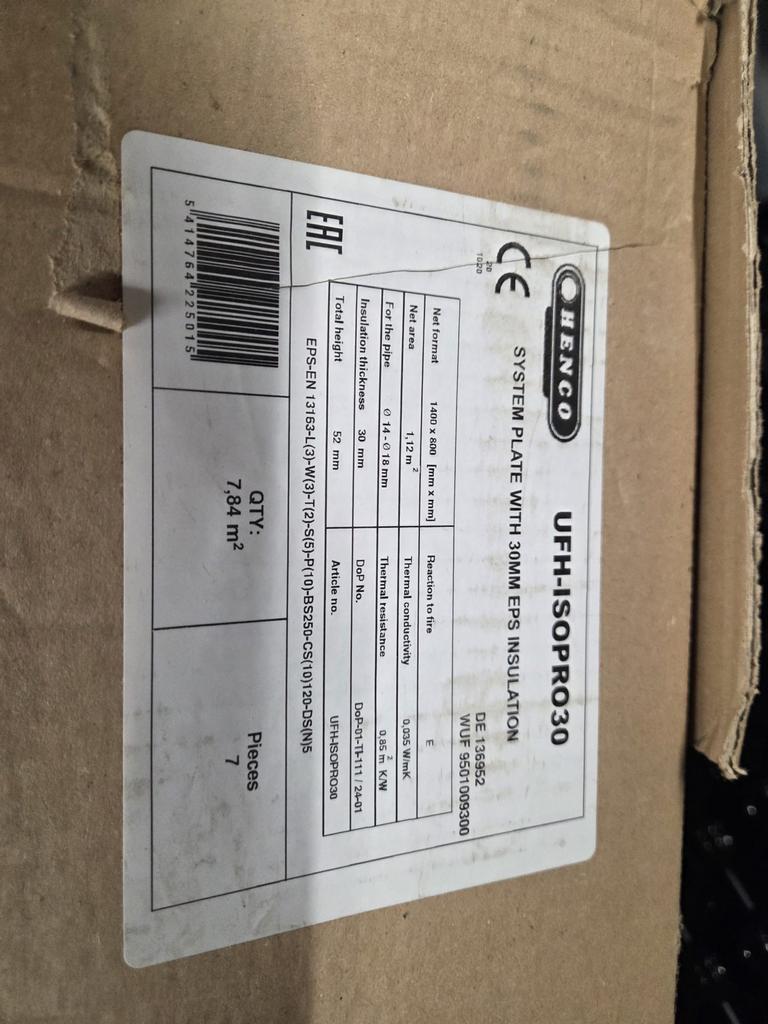 HENCO
UFH-ISOPRO30
SYSTEM PLATE WITH 30MM EPS INSULATION
CE
20
1020
DE 136952
WUF 9501009300
Net format 1400 x 800 [mm x mm] Reaction to fire E
Net area 1,12 m² Thermal conductivity 0,035 W/mK
For the pipe Ø 14 - Ø 18 mm Thermal resistance 0,85 m² K/W
Insulation thickness 30 mm DoP No. DoP-01-TI-111 / 24-01
Total height 52 mm Article no. UFH-ISOPRO30
EAC
EPS-EN 13163-L(3)-W(3)-T(2)-S(5)-P(10)-BS250-CS(10)120-DS(N)5
5 414764 225015
QTY:
7,84 m²
Pieces
7